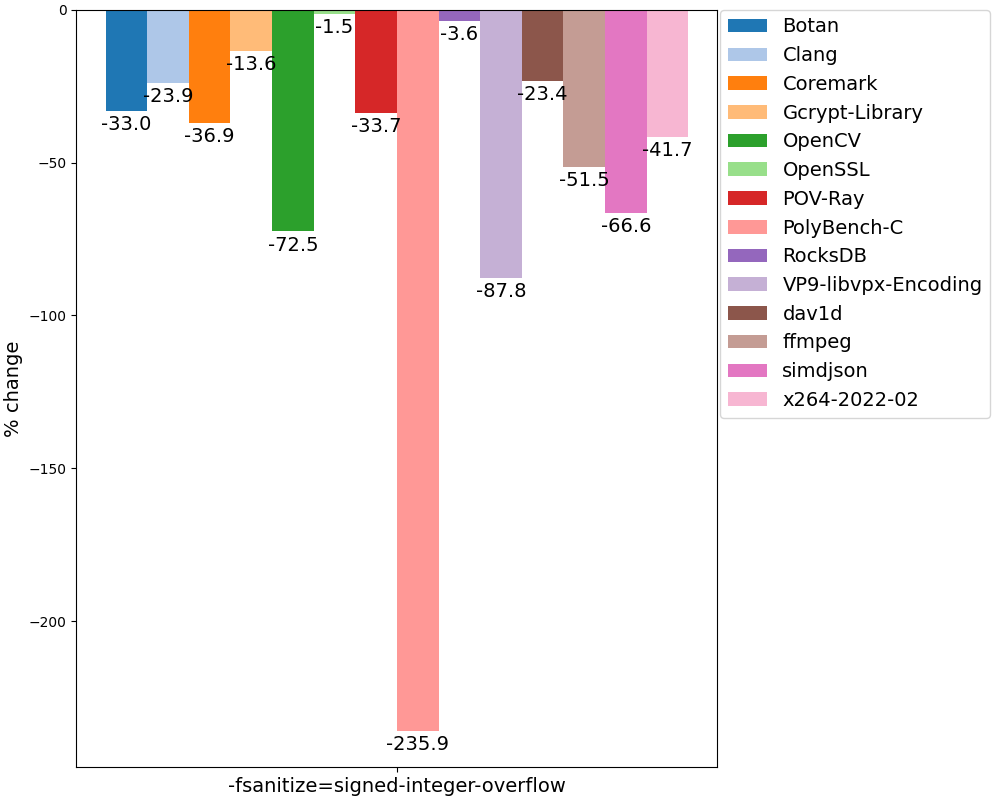 0
−50
−100
−150
−200
% change
-33.0
-23.9
-36.9
-13.6
-72.5
-1.5
-33.7
-235.9
-3.6
-87.8
-23.4
-51.5
-66.6
-41.7
-fsanitize=signed-integer-overflow
Botan
Clang
Coremark
Gcrypt-Library
OpenCV
OpenSSL
POV-Ray
PolyBench-C
RocksDB
VP9-libvpx-Encoding
dav1d
ffmpeg
simdjson
x264-2022-02